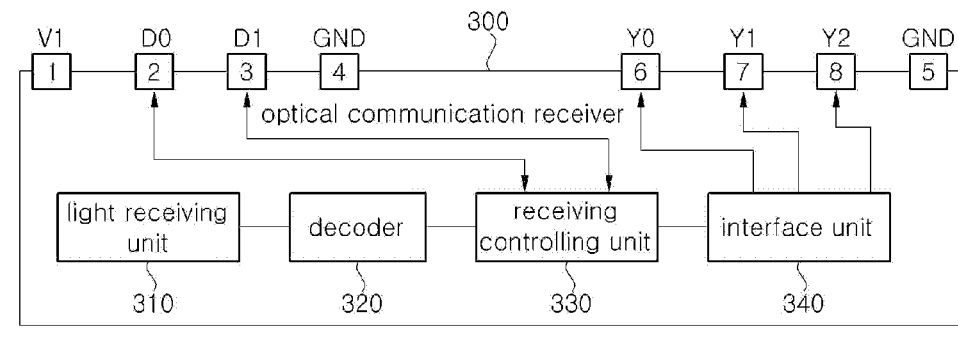 300
V1 D0 D1 GND Y0 Y1 Y2 GND
1 2 3 4 6 7 8 5
optical communication receiver
light receiving
unit
decoder
receiving
controlling unit
interface unit
310 320 330 340